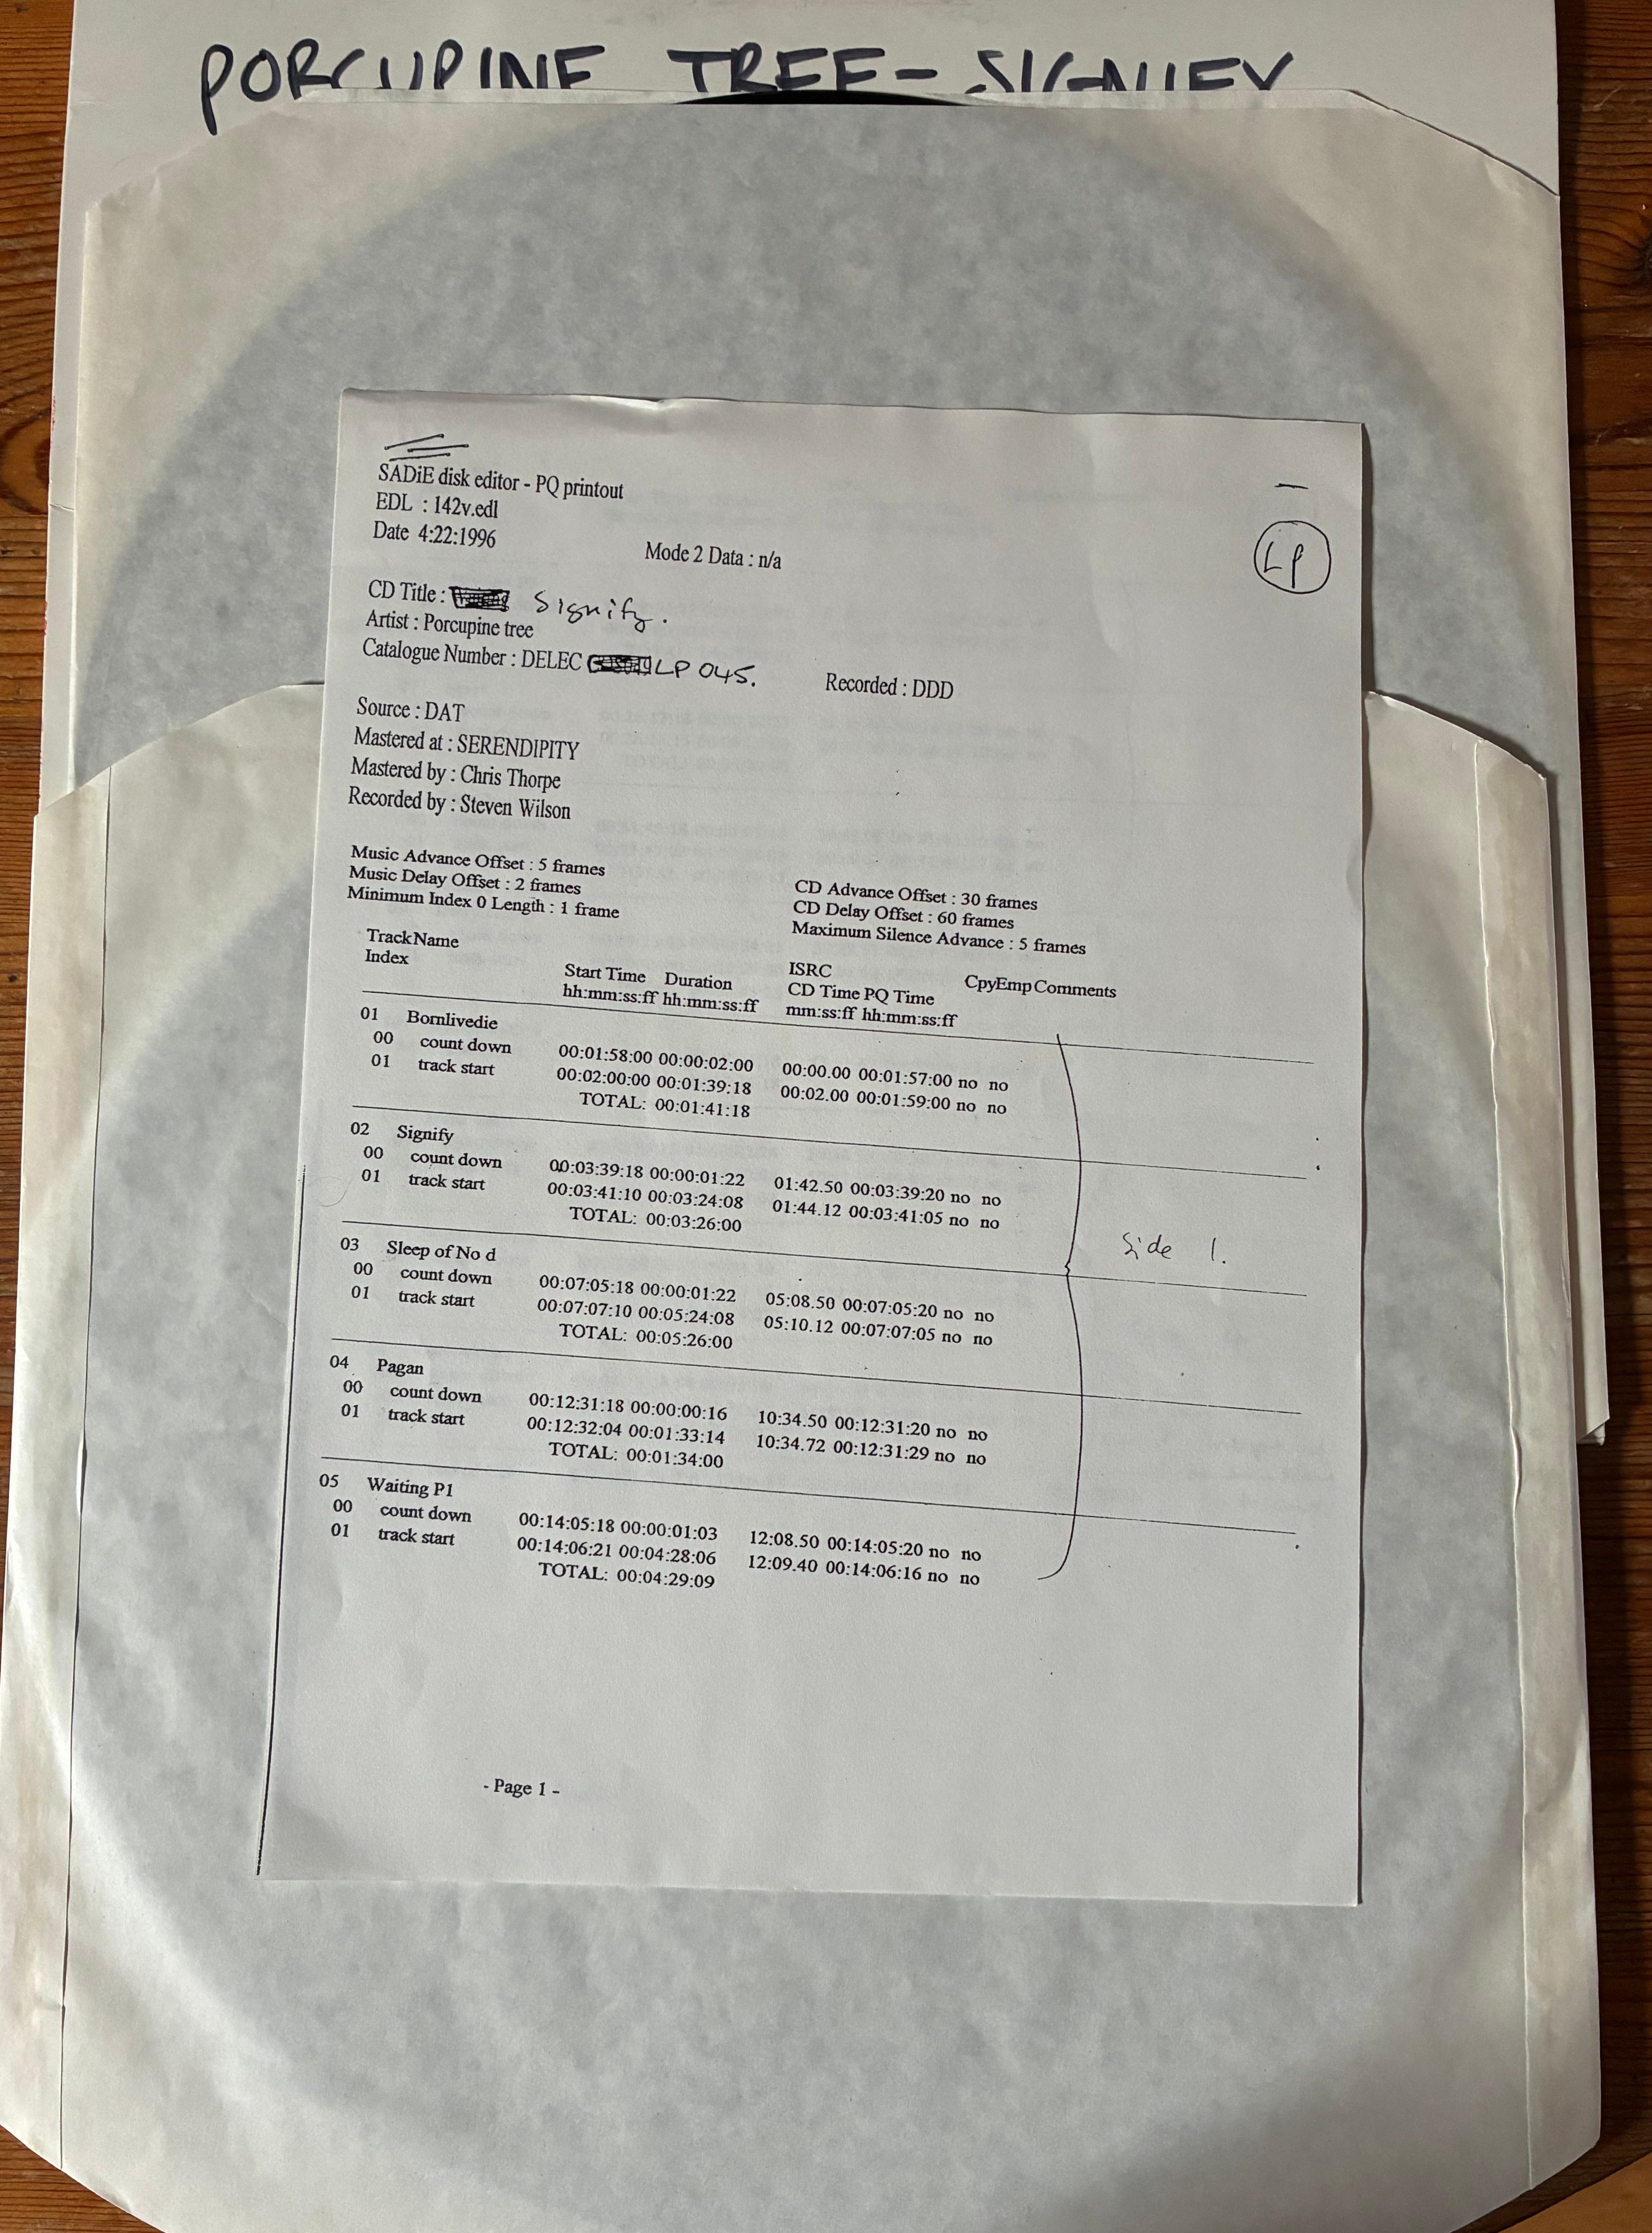 PORCUPINE TREE - SIGNIFY
SADiE disk editor - PQ printout
EDL : 142v.edl
Date 4:22:1996
Mode 2 Data : n/a
LP
CD Title : Signify.
Artist : Porcupine tree
Catalogue Number : DELEC LP 045.
Recorded : DDD
Source : DAT
Mastered at : SERENDIPITY
Mastered by : Chris Thorpe
Recorded by : Steven Wilson
Music Advance Offset : 5 frames
Music Delay Offset : 2 frames
Minimum Index 0 Length : 1 frame
CD Advance Offset : 30 frames
CD Delay Offset : 60 frames
Maximum Silence Advance : 5 frames
TrackName
Index
Start Time Duration
hh:mm:ss:ff hh:mm:ss:ff
ISRC
CD Time PQ Time
mm:ss:ff hh:mm:ss:ff
CpyEmpComments
01 Bornlivedie
00 count down 00:01:58:00 00:00:02:00 00:00.00 00:01:57:00 no no
01 track start 00:02:00:00 00:01:39:18 00:02.00 00:01:59:00 no no
TOTAL: 00:01:41:18
02 Signify
00 count down 00:03:39:18 00:00:01:22 01:42.50 00:03:39:20 no no
01 track start 00:03:41:10 00:03:24:08 01:44.12 00:03:41:05 no no
TOTAL: 00:03:26:00
03 Sleep of No d
00 count down 00:07:05:18 00:00:01:22 05:08.50 00:07:05:20 no no
01 track start 00:07:07:10 00:05:24:08 05:10.12 00:07:07:05 no no
TOTAL: 00:05:26:00
Side 1.
04 Pagan
00 count down 00:12:31:18 00:00:00:16 10:34.50 00:12:31:20 no no
01 track start 00:12:32:04 00:01:33:14 10:34.72 00:12:31:29 no no
TOTAL: 00:01:34:00
05 Waiting P1
00 count down 00:14:05:18 00:00:01:03 12:08.50 00:14:05:20 no no
01 track start 00:14:06:21 00:04:28:06 12:09.40 00:14:06:16 no no
TOTAL: 00:04:29:09
- Page 1 -